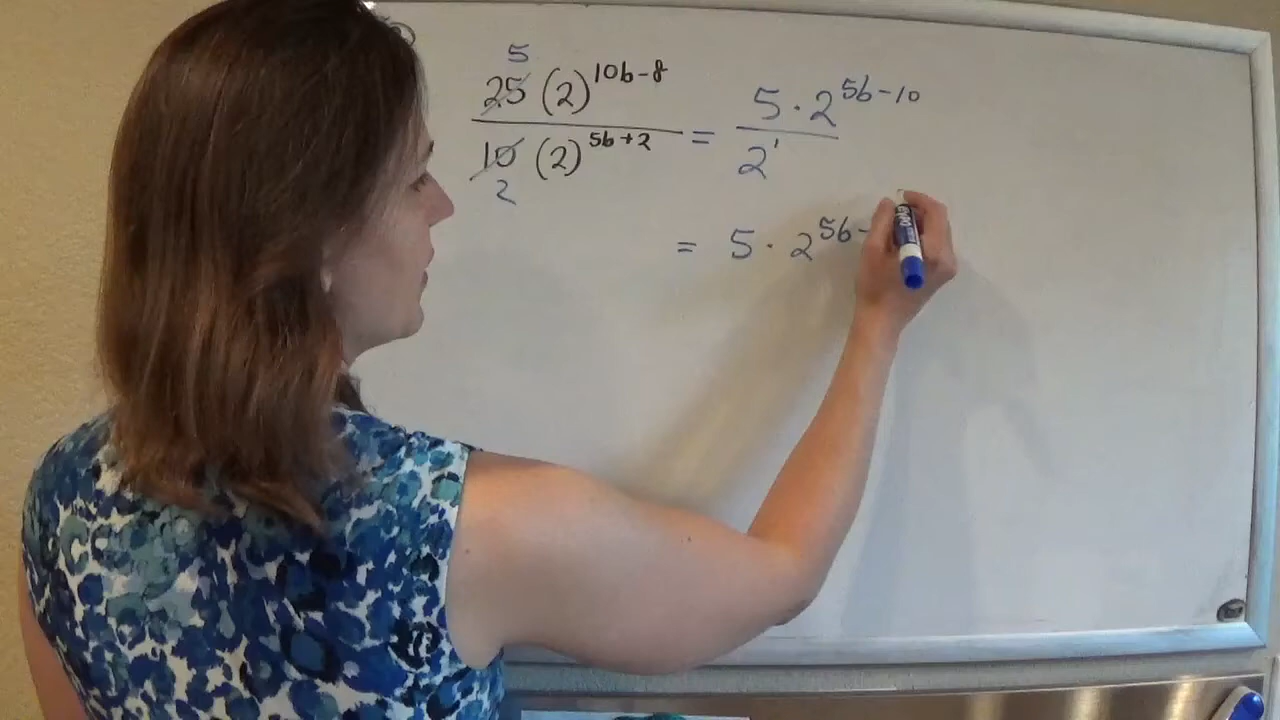 5
25 (2)^{10b-8} / 10 (2)^{5b+2} = 5 · 2^{5b-10} / 2^{1}
2
= 5 · 2^{5b-
EXPO